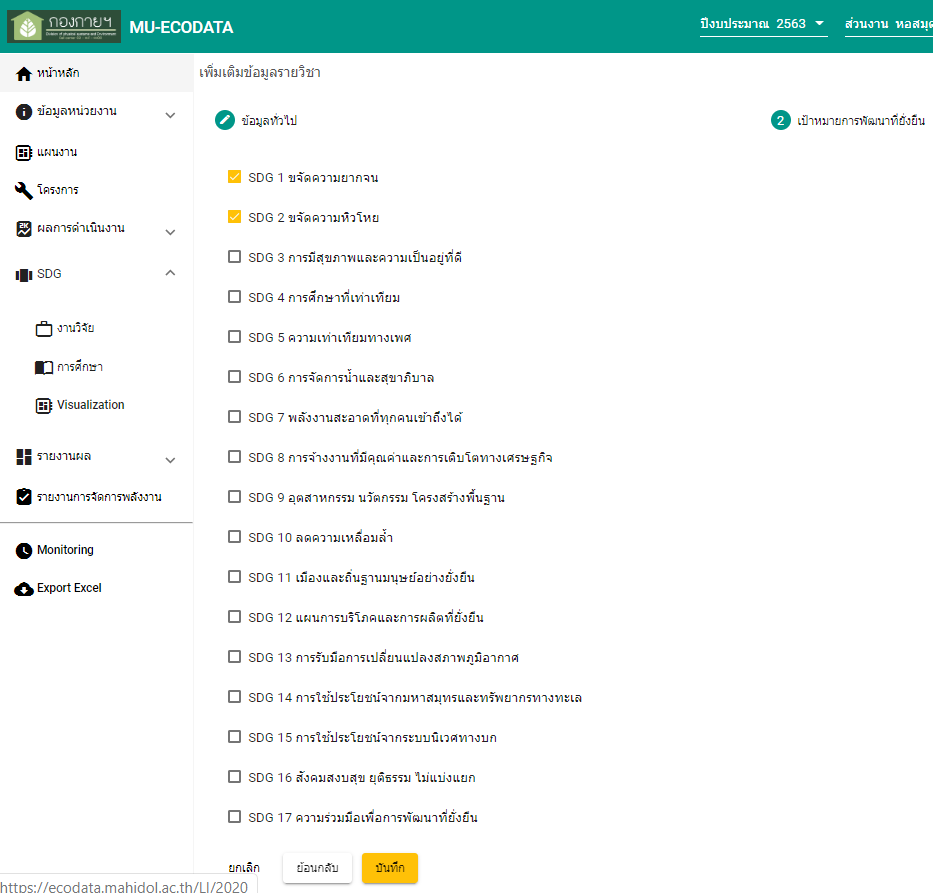 กองกายฯ
MU-ECODATA
ปีงบประมาณ 2563
ส่วนงาน หอสมุด
หน้าหลัก
ข้อมูลหน่วยงาน
แผนงาน
โครงการ
ผลการดำเนินงาน
SDG
งานวิจัย
การศึกษา
Visualization
รายงานผล
รายงานการจัดการพลังงาน
Monitoring
Export Excel
เพิ่มเติมข้อมูลรายวิชา
ข้อมูลทั่วไป
2 เป้าหมายการพัฒนาที่ยั่งยืน
SDG 1 ขจัดความยากจน
SDG 2 ขจัดความหิวโหย
SDG 3 การมีสุขภาพและความเป็นอยู่ที่ดี
SDG 4 การศึกษาที่เท่าเทียม
SDG 5 ความเท่าเทียมทางเพศ
SDG 6 การจัดการน้ำและสุขาภิบาล
SDG 7 พลังงานสะอาดที่ทุกคนเข้าถึงได้
SDG 8 การจ้างงานที่มีคุณค่าและการเติบโตทางเศรษฐกิจ
SDG 9 อุตสาหกรรม นวัตกรรม โครงสร้างพื้นฐาน
SDG 10 ลดความเหลื่อมล้ำ
SDG 11 เมืองและถิ่นฐานมนุษย์อย่างยั่งยืน
SDG 12 แผนการบริโภคและการผลิตที่ยั่งยืน
SDG 13 การรับมือการเปลี่ยนแปลงสภาพภูมิอากาศ
SDG 14 การใช้ประโยชน์จากมหาสมุทรและทรัพยากรทางทะเล
SDG 15 การใช้ประโยชน์จากระบบนิเวศทางบก
SDG 16 สังคมสงบสุข ยุติธรรม ไม่แบ่งแยก
SDG 17 ความร่วมมือเพื่อการพัฒนาที่ยั่งยืน
ยกเลิก ย้อนกลับ บันทึก
https://ecodata.mahidol.ac.th/LI/2020